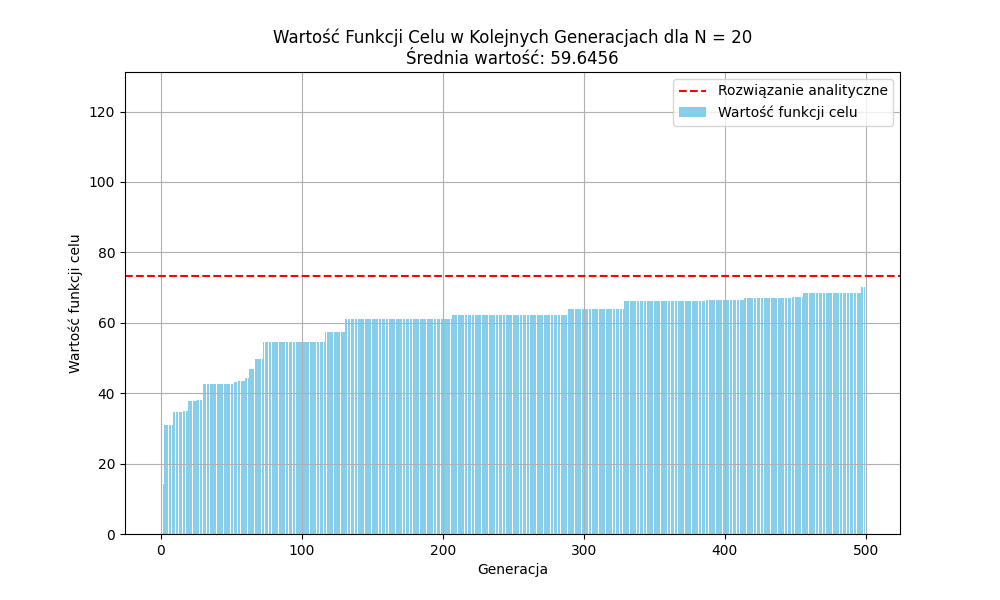 Wartość Funkcji Celu w Kolejnych Generacjach dla N = 20
Średnia wartość: 59.6456
Rozwiązanie analityczne
Wartość funkcji celu
120
100
80
60
40
20
0
Wartość funkcji celu
0 100 200 300 400 500
Generacja